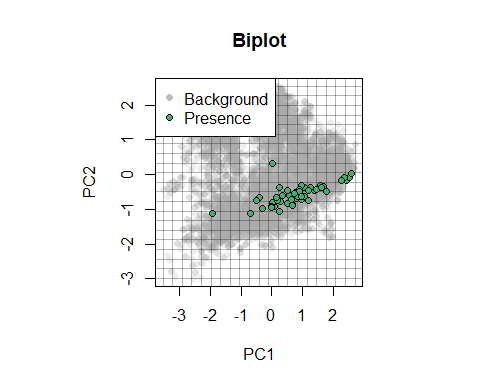 Biplot
Background
Presence
PC2
2
1
0
-1
-2
-3
-3 -2 -1 0 1 2
PC1